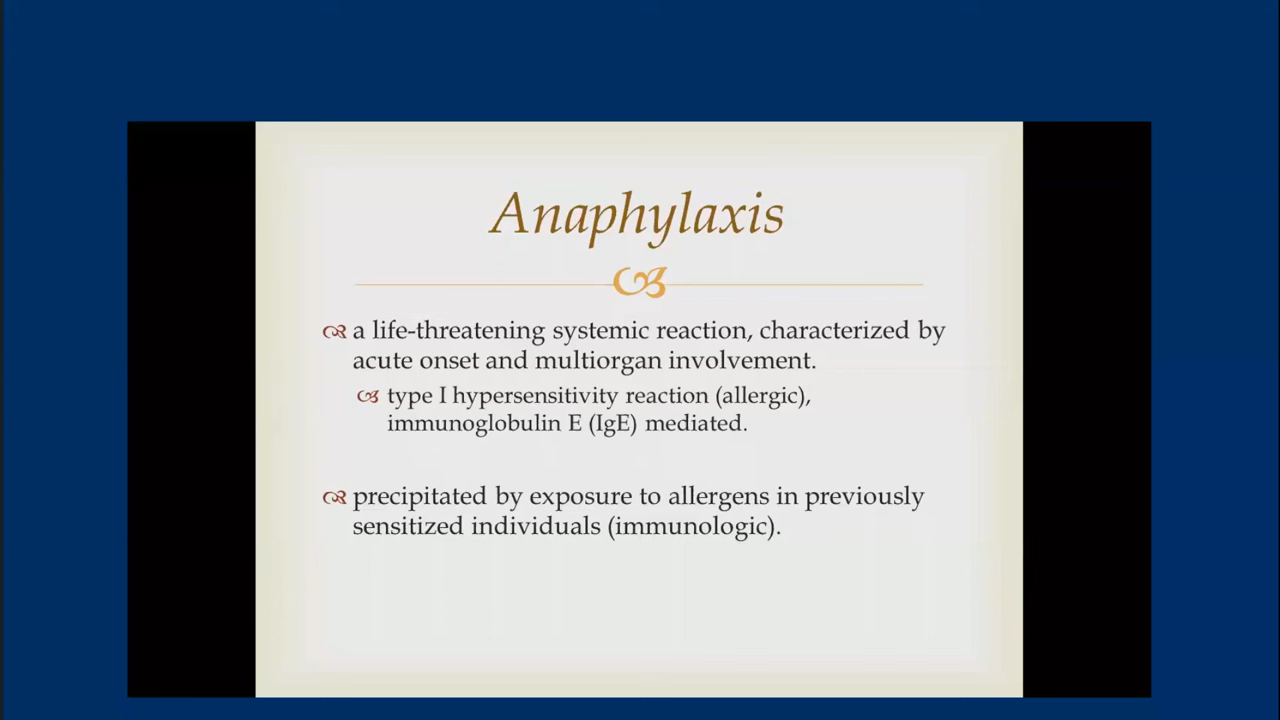 Anaphylaxis
a life-threatening systemic reaction, characterized by
acute onset and multiorgan involvement.
type I hypersensitivity reaction (allergic),
immunoglobulin E (IgE) mediated.
precipitated by exposure to allergens in previously
sensitized individuals (immunologic).